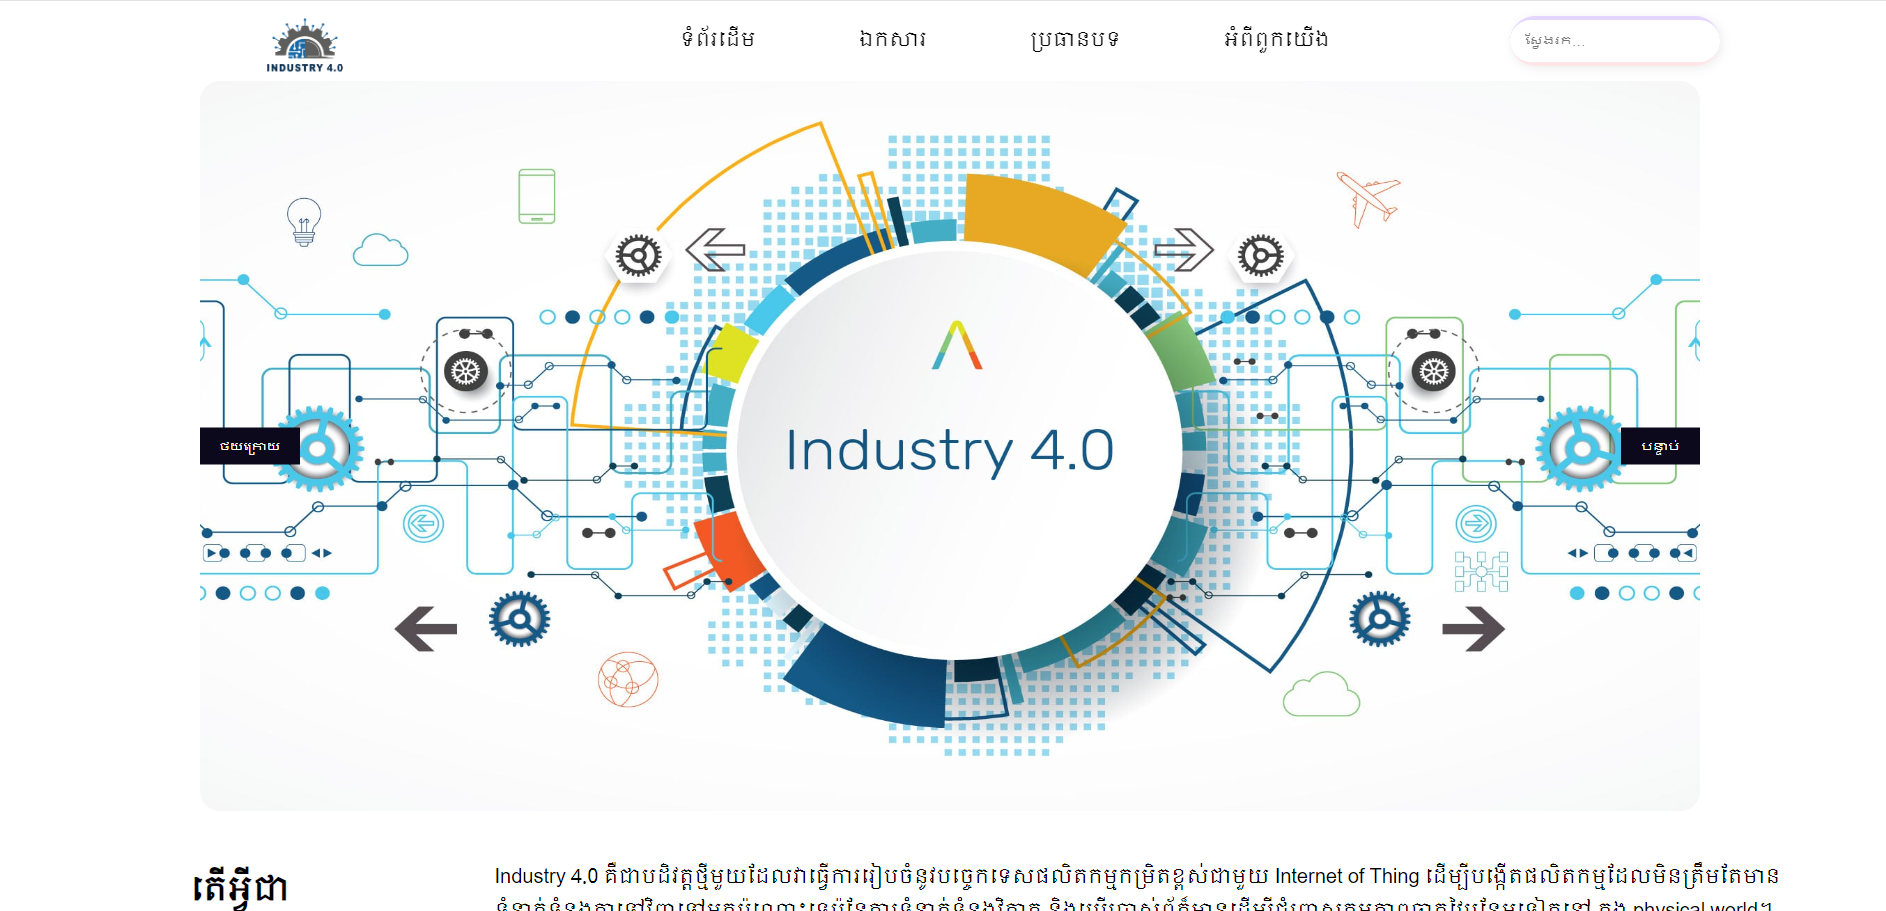 INDUSTRY 4.0
ទំព័រដើម
ឯកសារ
ប្រធានបទ
អំពីពួកយើង
ស្វែងរក...
Industry 4.0
ថយក្រោយ
បន្ទាប់
តើអ្វីជា
Industry 4.0 គឺជាបដិវត្តថ្មីមួយដែលវាធ្វើការរៀបចំនូវបច្ចេកទេសផលិតកម្មកម្រិតខ្ពស់ជាមួយ Internet of Thing ដើម្បីបង្កើតផលិតកម្មដែលមិនត្រឹមតែមាន
physical world។